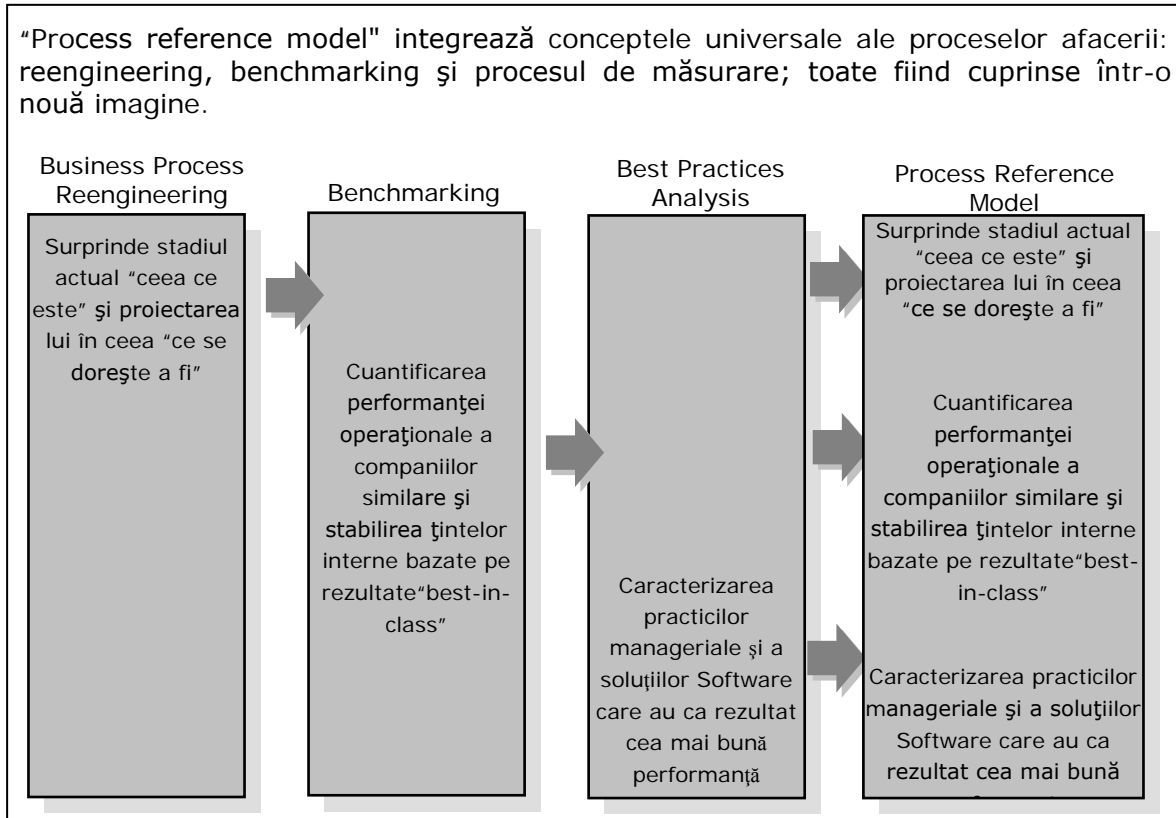 “Process reference model" integrează conceptele universale ale proceselor afacerii:
reengineering, benchmarking şi procesul de măsurare; toate fiind cuprinse într-o
nouă imagine.
Business Process
Reengineering
Surprinde stadiul
actual “ceea ce
este” şi proiectarea
lui în ceea “ce se
doreşte a fi”
Benchmarking
Cuantificarea
performanţei
operaţionale a
companiilor
similare şi
stabilirea ţintelor
interne bazate pe
rezultate“best-in-
class”
Best Practices
Analysis
Caracterizarea
practicilor
manageriale şi a
soluţiilor Software
care au ca rezultat
cea mai bună
performanţă
Process Reference
Model
Surprinde stadiul actual
“ceea ce este” şi
proiectarea lui în ceea
“ce se doreşte a fi”
Cuantificarea
performanţei
operaţionale a
companiilor similare şi
stabilirea ţintelor interne
bazate pe rezultate“best-
in-class”
Caracterizarea practicilor
manageriale şi a soluţiilor
Software care au ca
rezultat cea mai bună